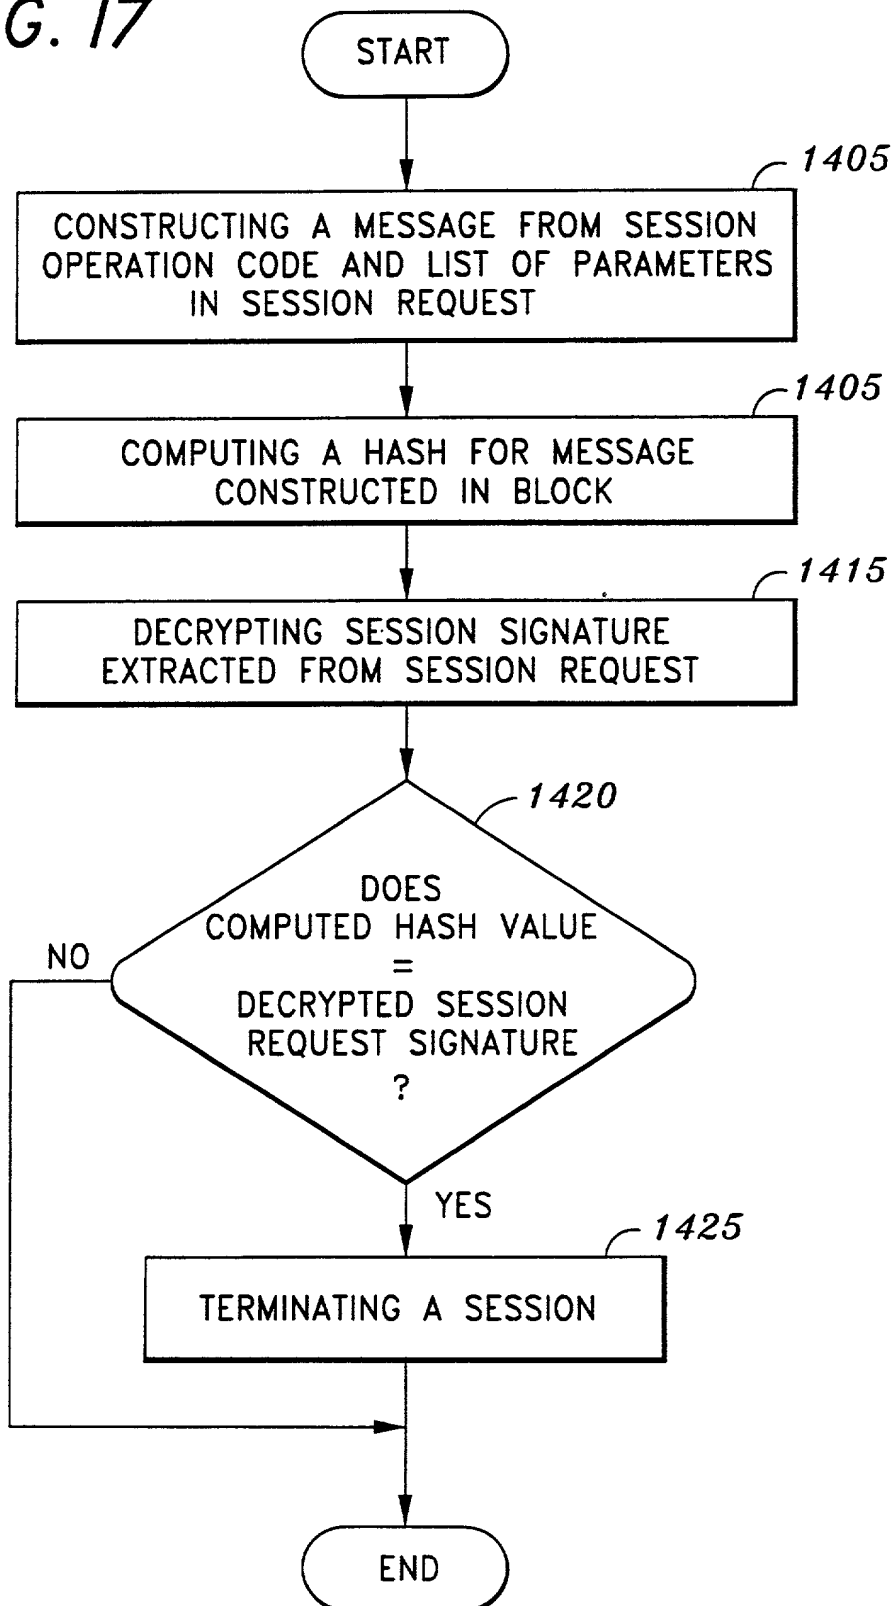 G. 17
START
1405
CONSTRUCTING A MESSAGE FROM SESSION
OPERATION CODE AND LIST OF PARAMETERS
IN SESSION REQUEST
1405
COMPUTING A HASH FOR MESSAGE
CONSTRUCTED IN BLOCK
1415
DECRYPTING SESSION SIGNATURE
EXTRACTED FROM SESSION REQUEST
1420
DOES
COMPUTED HASH VALUE
=
DECRYPTED SESSION
REQUEST SIGNATURE
?
NO
YES
1425
TERMINATING A SESSION
END